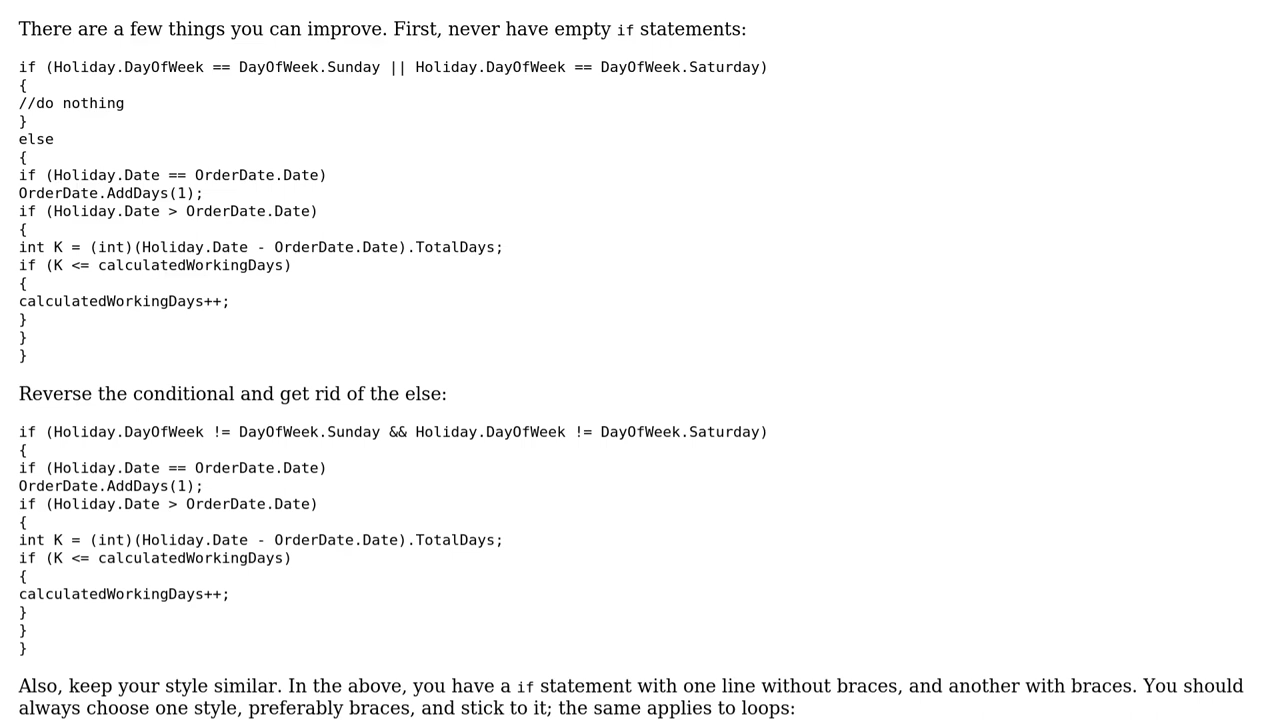 There are a few things you can improve. First, never have empty if statements:
if (Holiday.DayOfWeek == DayOfWeek.Sunday || Holiday.DayOfWeek == DayOfWeek.Saturday)
{
//do nothing
}
else
{
if (Holiday.Date == OrderDate.Date)
OrderDate.AddDays(1);
if (Holiday.Date > OrderDate.Date)
{
int K = (int)(Holiday.Date - OrderDate.Date).TotalDays;
if (K <= calculatedWorkingDays)
{
calculatedWorkingDays++;
}
}
}
Reverse the conditional and get rid of the else:
if (Holiday.DayOfWeek != DayOfWeek.Sunday && Holiday.DayOfWeek != DayOfWeek.Saturday)
{
if (Holiday.Date == OrderDate.Date)
OrderDate.AddDays(1);
if (Holiday.Date > OrderDate.Date)
{
int K = (int)(Holiday.Date - OrderDate.Date).TotalDays;
if (K <= calculatedWorkingDays)
{
calculatedWorkingDays++;
}
}
}
Also, keep your style similar. In the above, you have a if statement with one line without braces, and another with braces. You should
always choose one style, preferably braces, and stick to it; the same applies to loops: